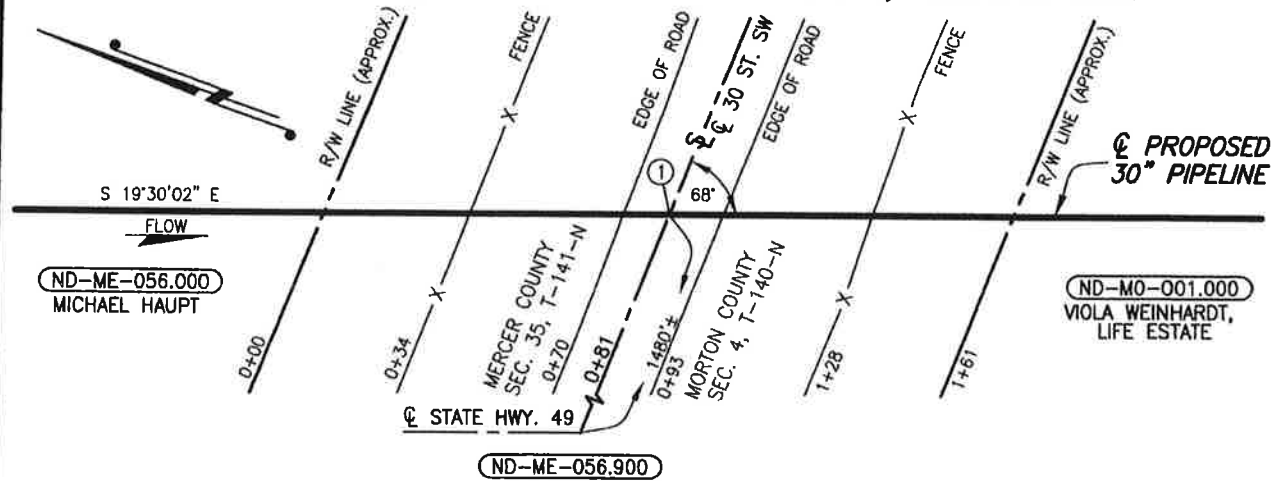 R/W LINE (APPROX.)
FENCE
EDGE OF ROAD
℄ 30 ST. SW
EDGE OF ROAD
FENCE
R/W LINE (APPROX.)
℄ PROPOSED
30" PIPELINE
X
X
1
68°
S 19°30'02" E
FLOW
ND-ME-056.000
MICHAEL HAUPT
ND-MO-001.000
VIOLA WEINHARDT,
LIFE ESTATE
X
X
0+00
0+34
MERCER COUNTY
SEC. 35, T-141-N
0+70
0+81
1480'±
0+93
MORTON COUNTY
SEC. 4, T-140-N
1+28
1+61
℄ STATE HWY. 49
ND-ME-056.900